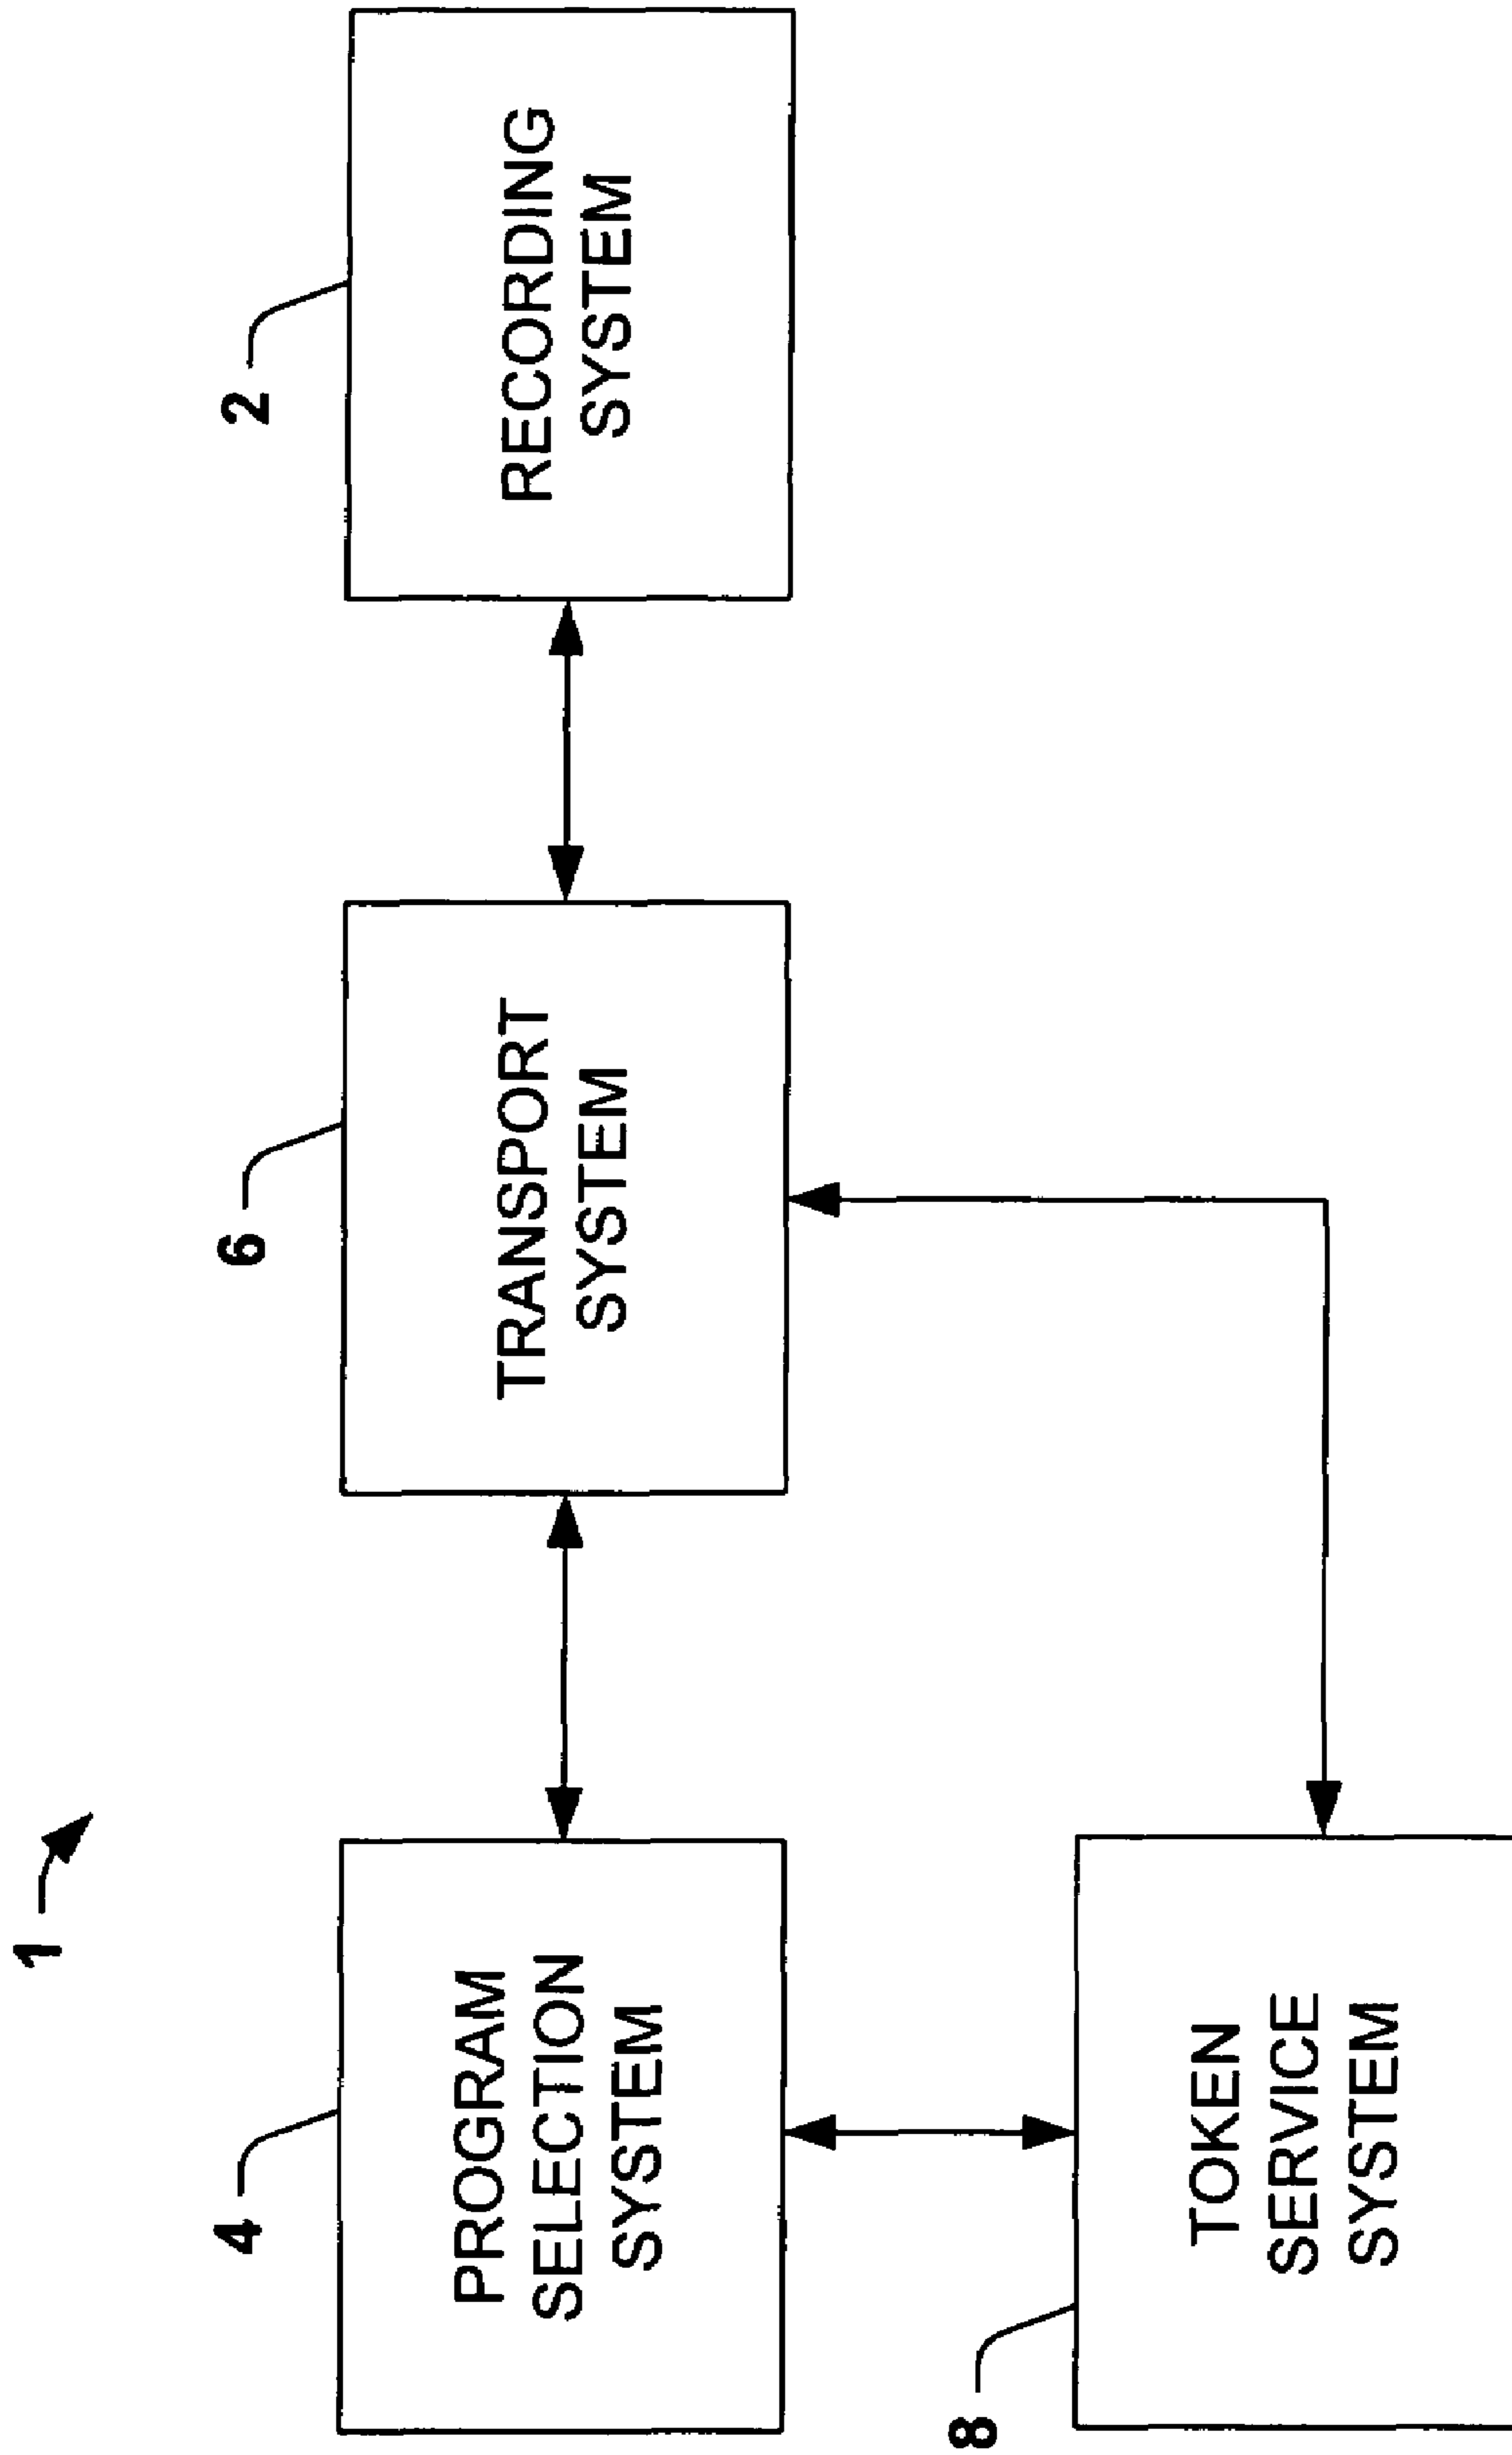 1
4
PROGRAM
SELECTION
SYSTEM
6
TRANSPORT
SYSTEM
2
RECORDING
SYSTEM
8
TOKEN
SERVICE
SYSTEM